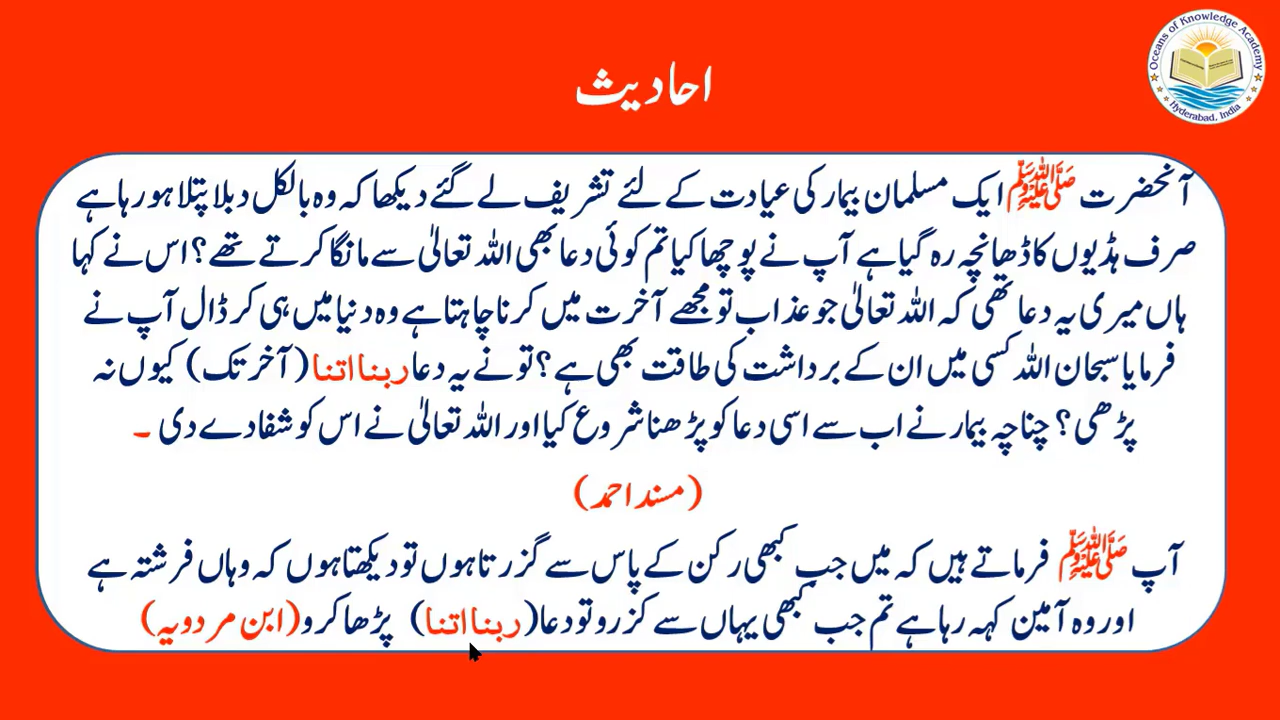 احادیث
Oceans of Knowledge Academy
Hyderabad, India
آنحضرت ﷺ ایک مسلمان بیمار کی عیادت کے لئے تشریف لے گئے دیکھا کہ وہ بالکل دبلا پتلا ہو رہا ہے
صرف ہڈیوں کا ڈھانچہ رہ گیا ہے آپ نے پوچھا کیا تم کوئی دعا بھی اللہ تعالیٰ سے مانگا کرتے تھے؟ اس نے کہا
ہاں میری یہ دعا تھی کہ اللہ تعالیٰ جو عذاب تو مجھے آخرت میں کرنا چاہتا ہے وہ دنیا میں ہی کر ڈال آپ نے
فرمایا سبحان اللہ کسی میں ان کے برداشت کی طاقت بھی ہے؟ تو نے یہ دعا ربنا اتنا (آخر تک) کیوں نہ
پڑھی؟ چناچہ بیمار نے اب سے اسی دعا کو پڑھنا شروع کیا اور اللہ تعالیٰ نے اس کو شفا دے دی ۔
(مسند احمد)
آپ ﷺ فرماتے ہیں کہ میں جب کبھی رکن کے پاس سے گزرتا ہوں تو دیکھتا ہوں کہ وہاں فرشتہ ہے
اور وہ آمین کہہ رہا ہے تم جب کبھی یہاں سے گزرو تو دعا (ربنا اتنا) پڑھا کرو (ابن مردویہ)